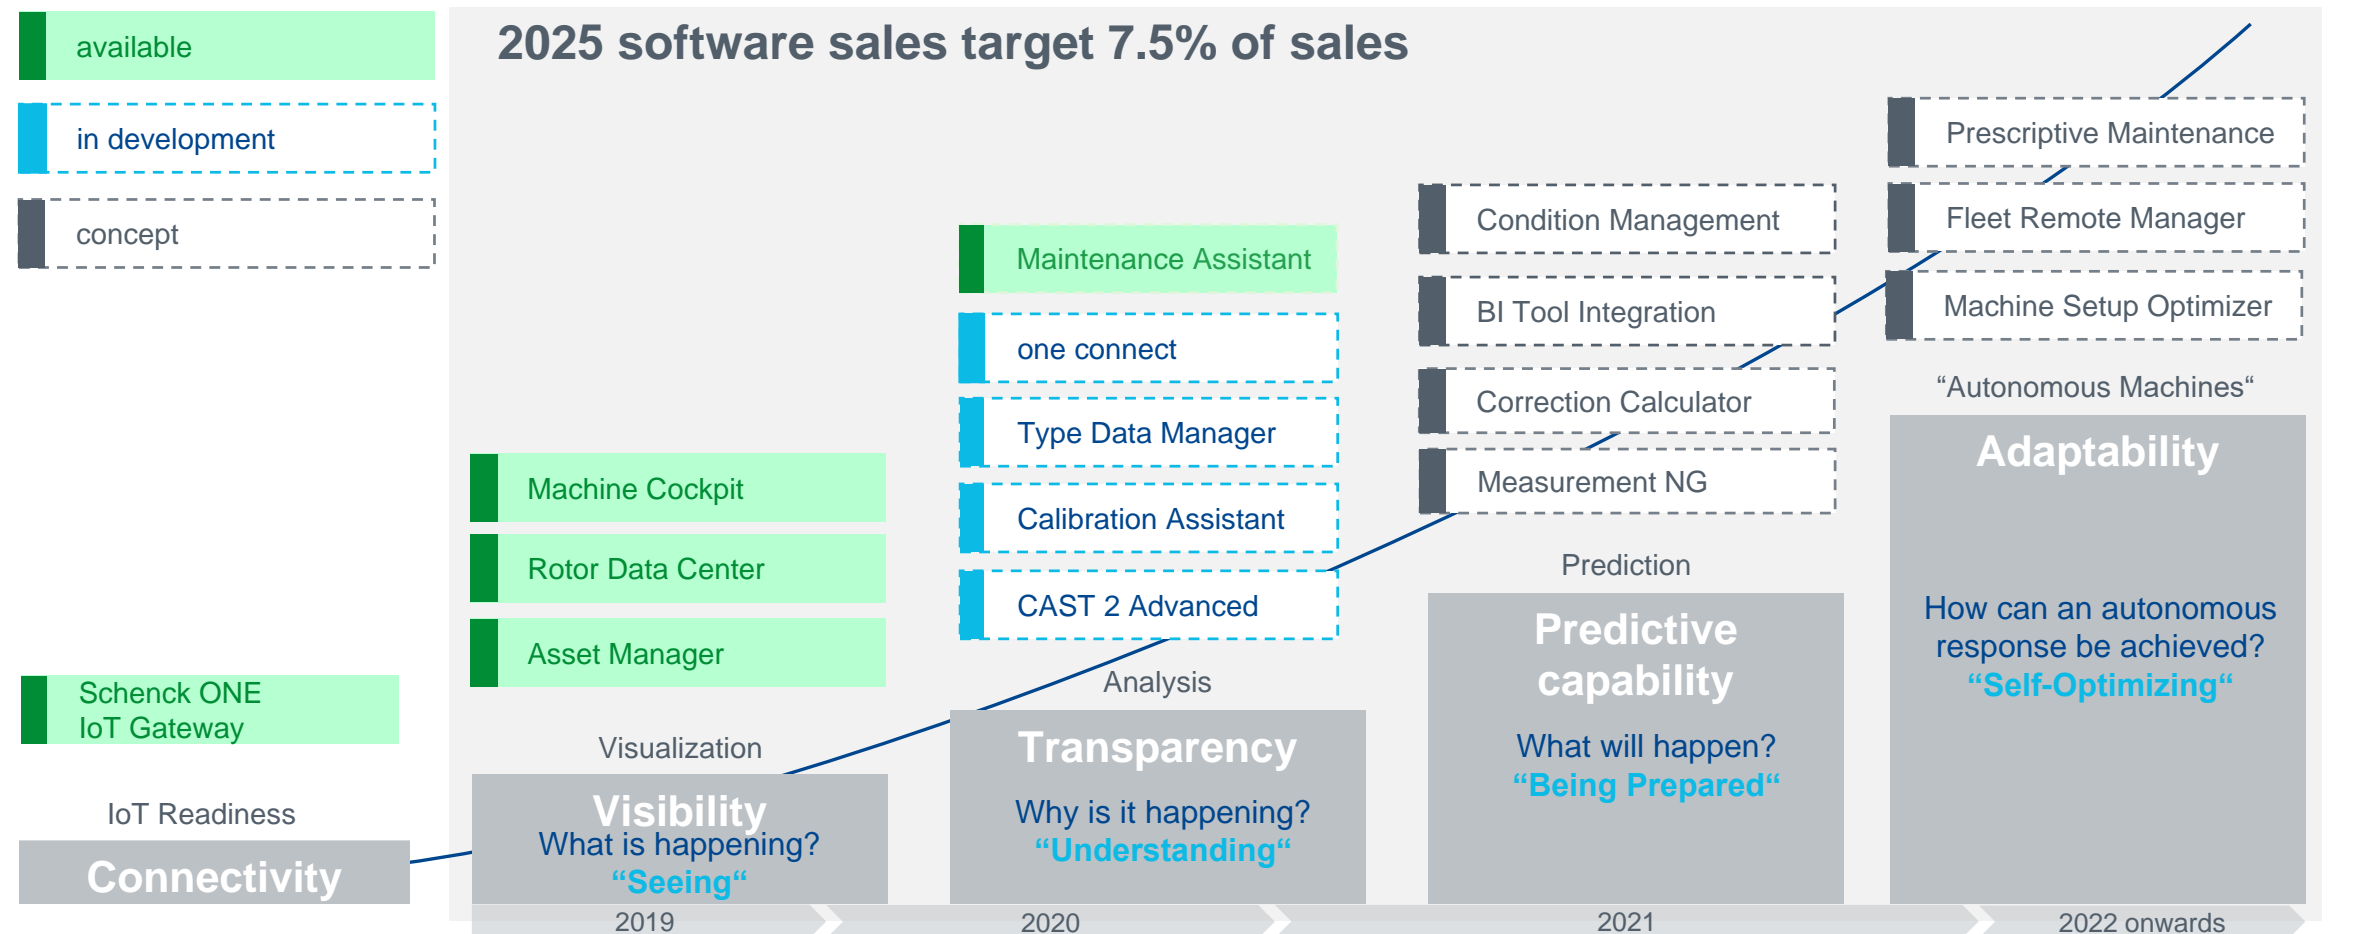 2025 software sales target 7.5% of sales
available
in development
concept
Schenck ONE
IoT Gateway
IoT Readiness
Connectivity
Machine Cockpit
Rotor Data Center
Asset Manager
Visualization
Visibility
What is happening?
“Seeing“
2019
Maintenance Assistant
one connect
Type Data Manager
Calibration Assistant
CAST 2 Advanced
Analysis
Transparency
Why is it happening?
“Understanding“
2020
Condition Management
BI Tool Integration
Correction Calculator
Measurement NG
Prediction
Predictive
capability
What will happen?
“Being Prepared“
2021
Prescriptive Maintenance
Fleet Remote Manager
Machine Setup Optimizer
“Autonomous Machines“
Adaptability
How can an autonomous
response be achieved?
“Self-Optimizing“
2022 onwards